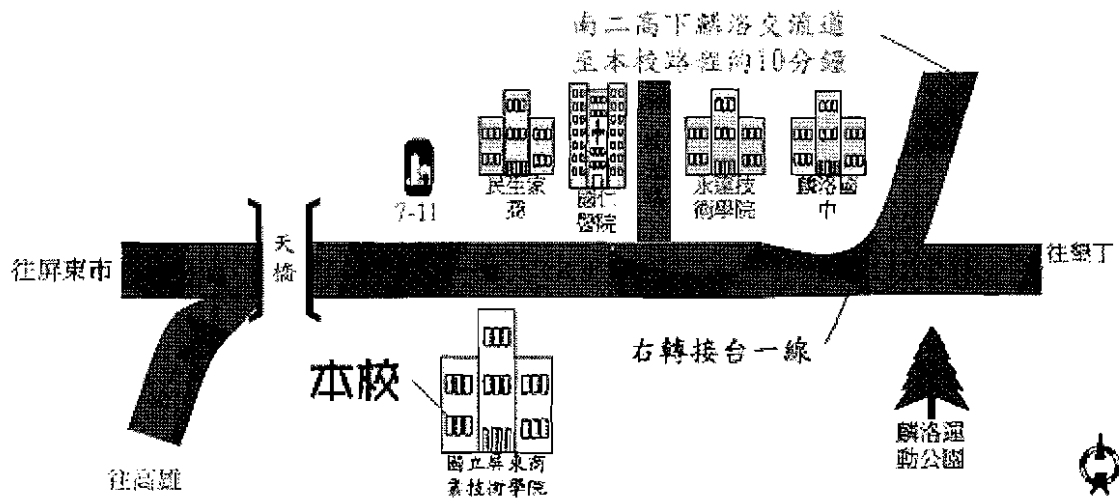 南二高下麟洛交流道
至本校路程約10分鐘
7-11
民生家
商
國仁
醫院
永達技
術學院
麟洛國
中
天
橋
往屏東市
往墾丁
右轉接台一線
本校
國立屏東商
業技術學院
麟洛運
動公園
往高雄